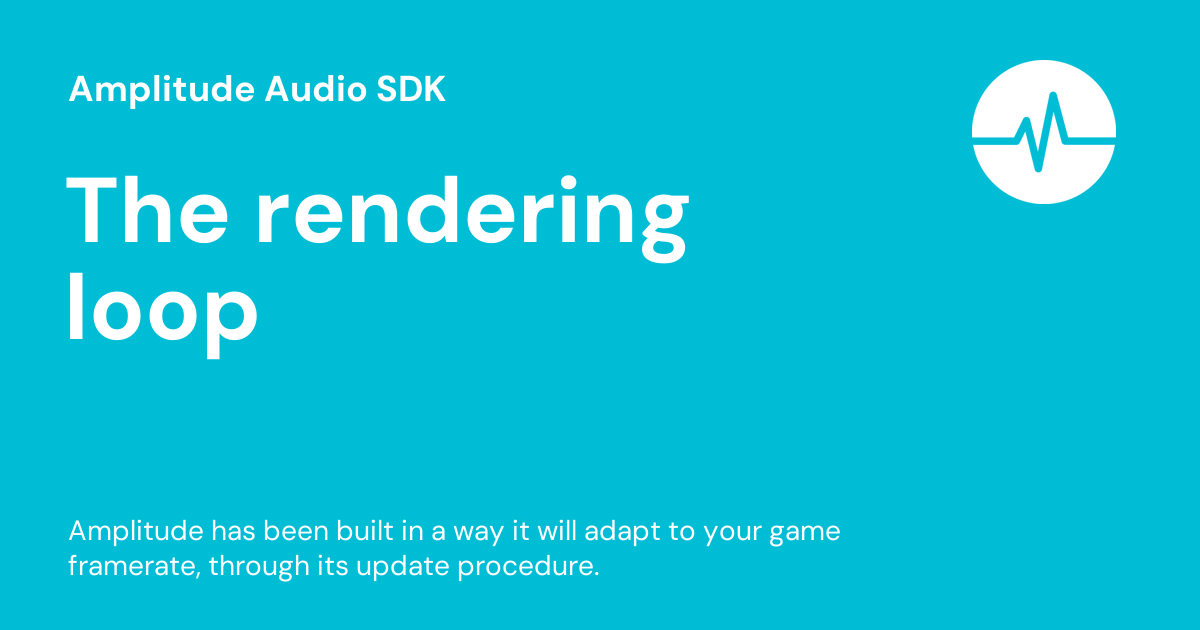 Amplitude Audio SDK
The rendering
loop
Amplitude has been built in a way it will adapt to your game
framerate, through its update procedure.